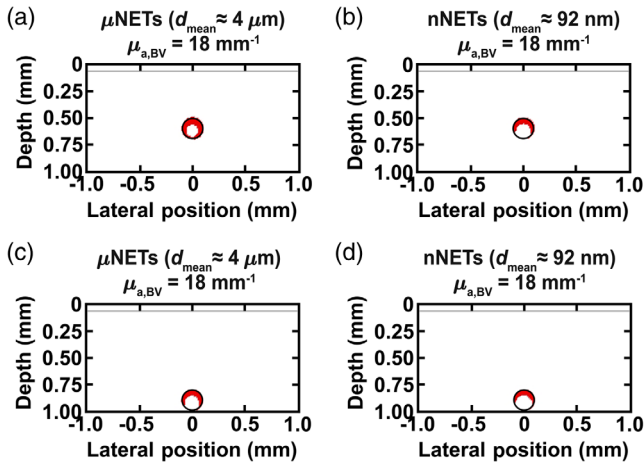 (a)
μNETs (dmean≈ 4 μm)
μa,BV = 18 mm-1
0
0.25
0.50
0.75
1.00
Depth (mm)
-1.0
-0.5
0
0.5
1.0
Lateral position (mm)
(b)
nNETs (dmean≈ 92 nm)
μa,BV = 18 mm-1
0
0.25
0.50
0.75
1.00
Depth (mm)
-1.0
-0.5
0
0.5
1.0
Lateral position (mm)
(c)
μNETs (dmean≈ 4 μm)
μa,BV = 18 mm-1
0
0.25
0.50
0.75
1.00
Depth (mm)
-1.0
-0.5
0
0.5
1.0
Lateral position (mm)
(d)
nNETs (dmean≈ 92 nm)
μa,BV = 18 mm-1
0
0.25
0.50
0.75
1.00
Depth (mm)
-1.0
-0.5
0
0.5
1.0
Lateral position (mm)